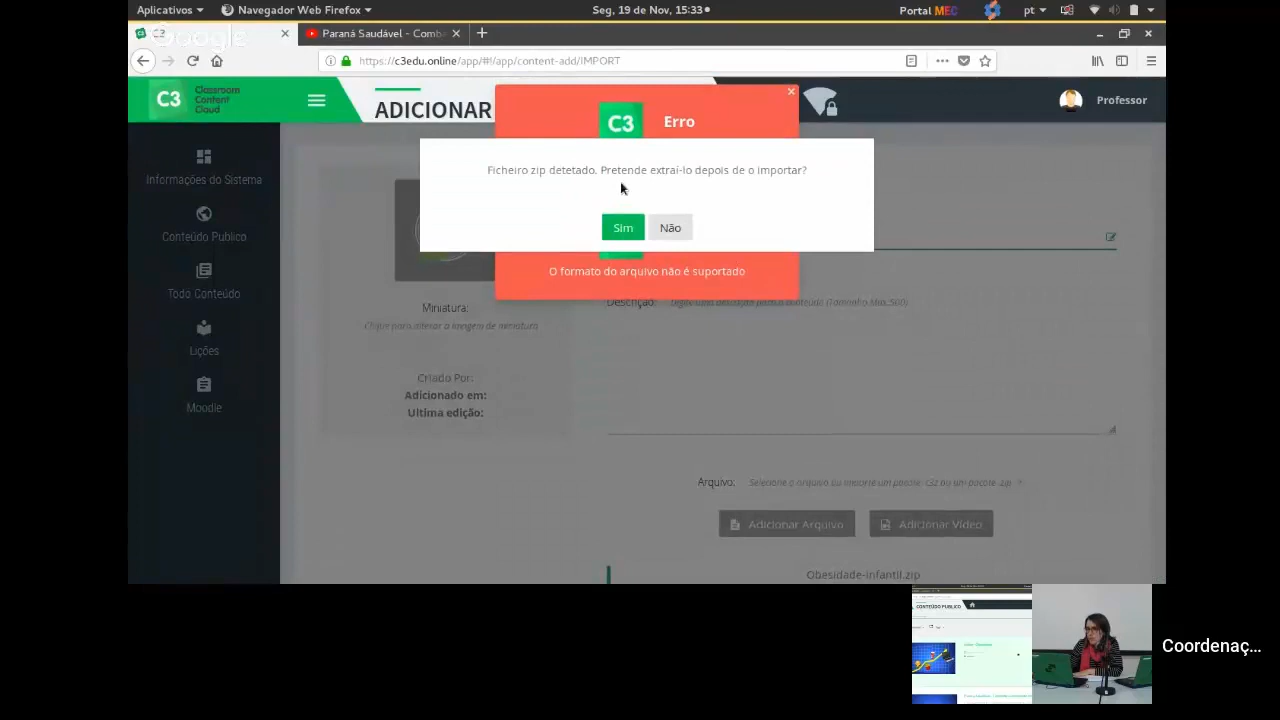 Aplicativos
Navegador Web Firefox
Seg, 19 de Nov, 15:33
Portal MEC
pt
Google
C3
Paraná Saudável - Comba
https://c3edu.online/app/#!/app/content-add/IMPORT
C3
Classroom
Content
Cloud
ADICIONAR
C3
Erro
Professor
Ficheiro zip detetado. Pretende extraí-lo depois de o importar?
Sim
Não
O formato do arquivo não é suportado
Informações do Sistema
Conteúdo Publico
Todo Conteúdo
Lições
Moodle
Miniatura:
Clique para alterar a imagem de miniatura
Criado Por:
Adicionado em:
Ultima edição:
Descrição:
Arquivo:
Selecione o arquivo ou importe um pacote .c3z ou um pacote .zip *
Adicionar Arquivo
Adicionar Vídeo
Obesidade-Infantil.zip
CONTEÚDO PUBLICO
Coordenaç...